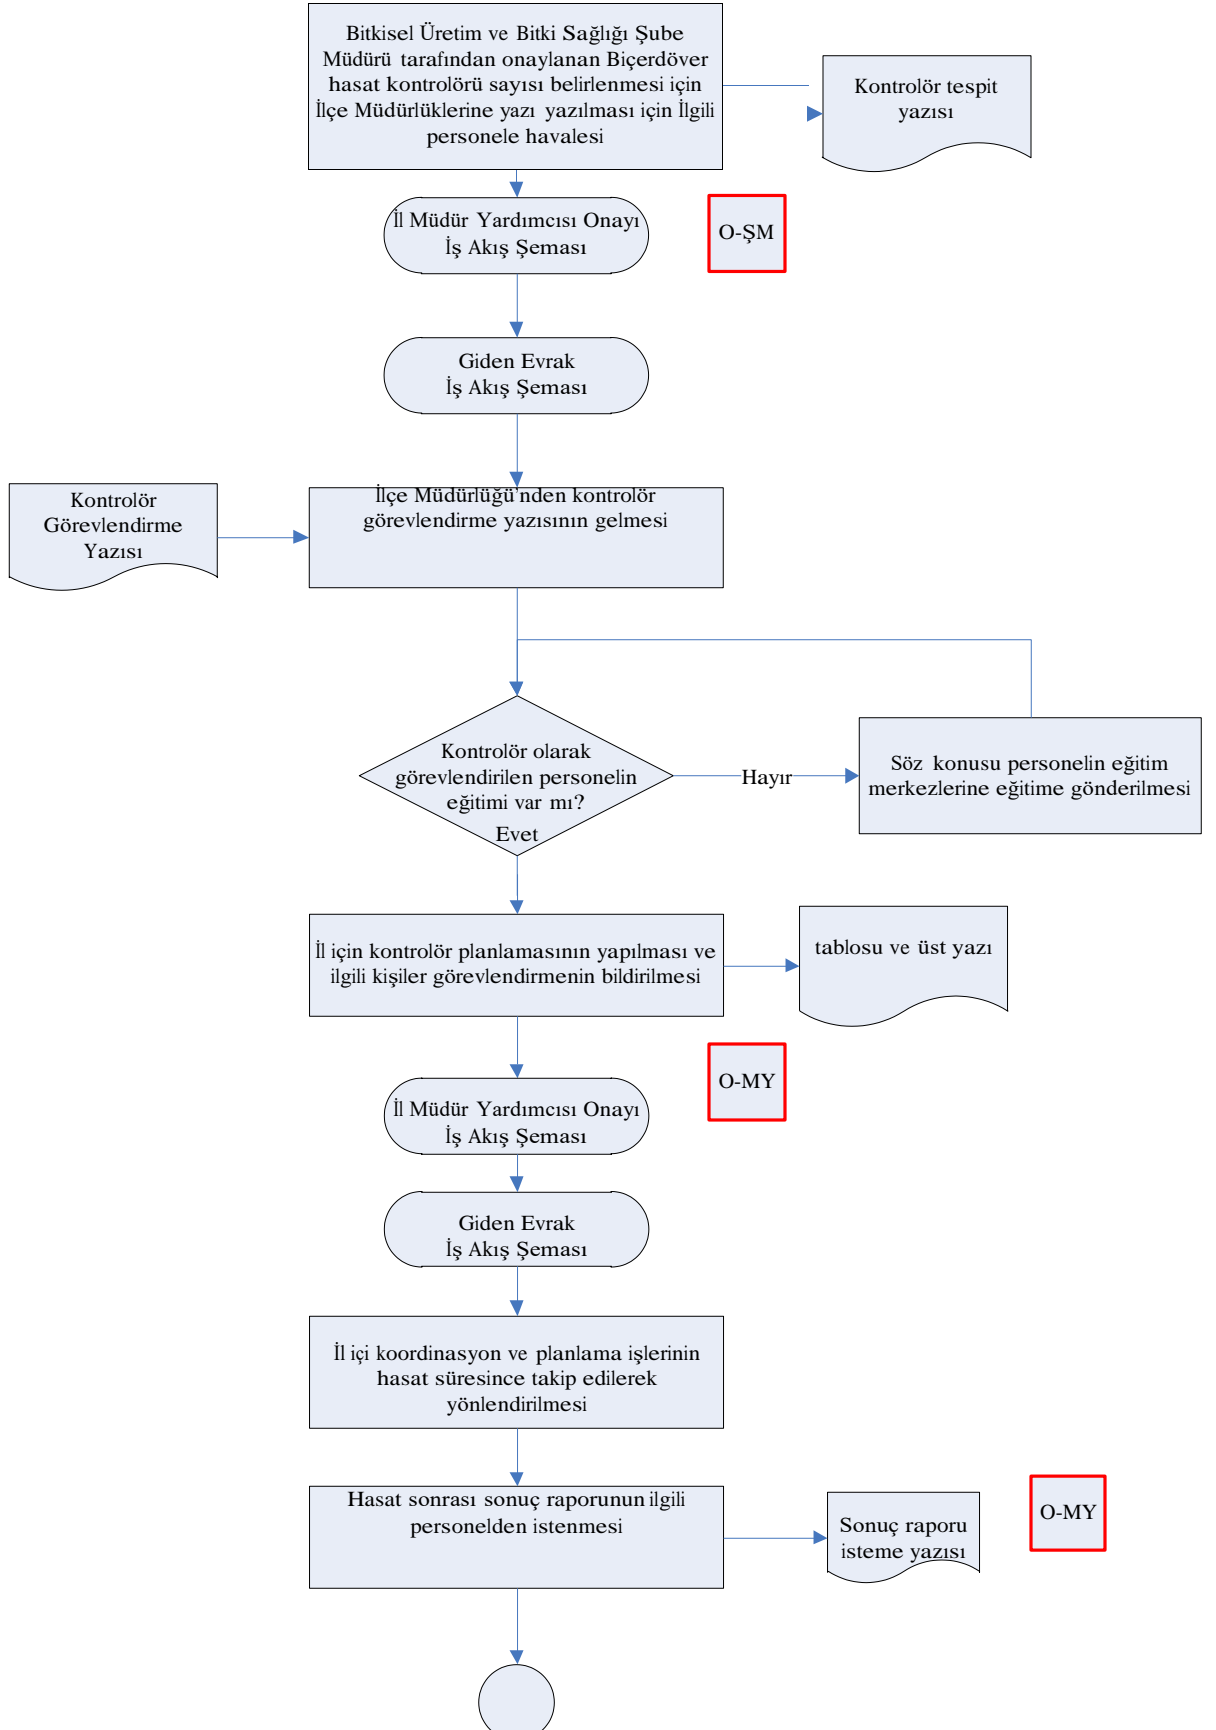 Bitkisel Üretim ve Bitki Sağlığı Şube
Müdürü tarafından onaylanan Biçerdöver
hasat kontrolörü sayısı belirlenmesi için
İlçe Müdürlüklerine yazı yazılması için İlgili
personele havalesi
Kontrolör tespit
yazısı
İl Müdür Yardımcısı Onayı
İş Akış Şeması
O-ŞM
Giden Evrak
İş Akış Şeması
Kontrolör
Görevlendirme
Yazısı
İlçe Müdürlüğü'nden kontrolör
görevlendirme yazısının gelmesi
Kontrolör olarak
görevlendirilen personelin
eğitimi var mı?
Evet
Hayır
Söz konusu personelin eğitim
merkezlerine eğitime gönderilmesi
İl için kontrolör planlamasının yapılması ve
ilgili kişiler görevlendirmenin bildirilmesi
tablosu ve üst yazı
O-MY
İl Müdür Yardımcısı Onayı
İş Akış Şeması
Giden Evrak
İş Akış Şeması
İl içi koordinasyon ve planlama işlerinin
hasat süresince takip edilerek
yönlendirilmesi
Hasat sonrası sonuç raporunun ilgili
personelden istenmesi
Sonuç raporu
isteme yazısı
O-MY